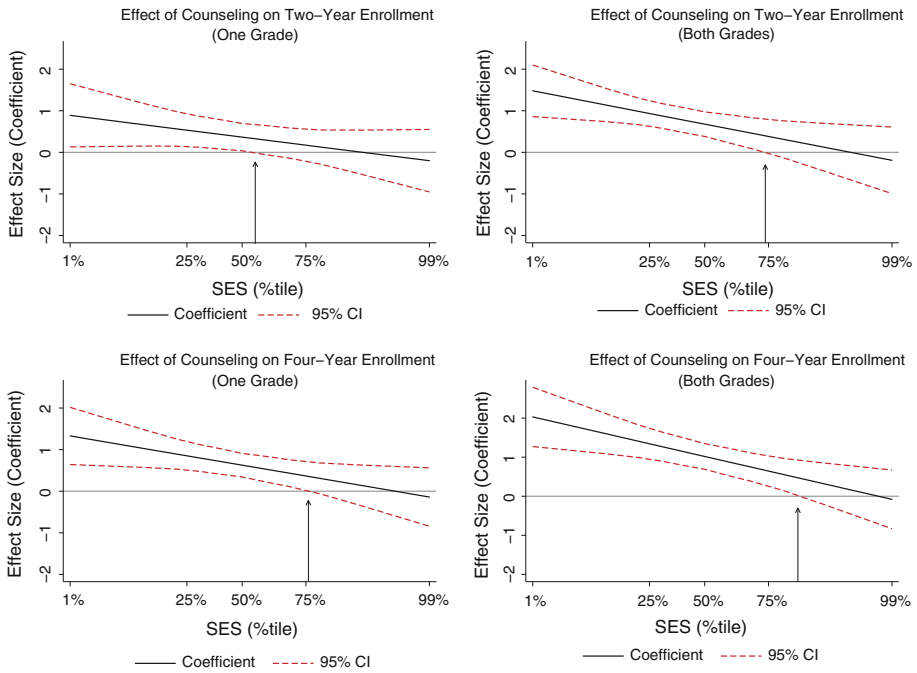 Effect of Counseling on Two−Year Enrollment
(One Grade)
Effect Size (Coefficient)
2
1
0
−1
−2
1% 25% 50% 75% 99%
SES (%tile)
Coefficient 95% CI
Effect of Counseling on Two−Year Enrollment
(Both Grades)
Effect Size (Coefficient)
2
1
0
−1
−2
1% 25% 50% 75% 99%
SES (%tile)
Coefficient 95% CI
Effect of Counseling on Four−Year Enrollment
(One Grade)
Effect Size (Coefficient)
2
1
0
−1
−2
1% 25% 50% 75% 99%
SES (%tile)
Coefficient 95% CI
Effect of Counseling on Four−Year Enrollment
(Both Grades)
Effect Size (Coefficient)
2
1
0
−1
−2
1% 25% 50% 75% 99%
SES (%tile)
Coefficient 95% CI